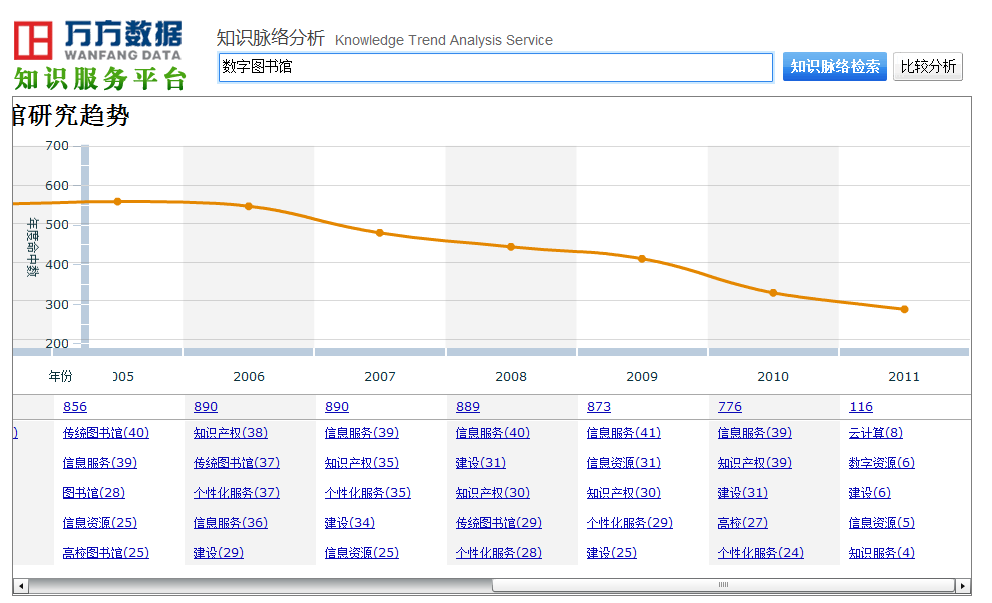 万方数据
WANFANG DATA
知识服务平台
知识脉络分析 Knowledge Trend Analysis Service
数字图书馆 知识脉络检索 比较分析
馆研究趋势
700
600
500
400
300
200
年度命中数
年份 005 2006 2007 2008 2009 2010 2011
856 890 890 889 873 776 116
) 传统图书馆(40) 知识产权(38) 信息服务(39) 信息服务(40) 信息服务(41) 信息服务(39) 云计算(8)
信息服务(39) 传统图书馆(37) 知识产权(35) 建设(31) 信息资源(31) 知识产权(39) 数字资源(6)
图书馆(28) 个性化服务(37) 个性化服务(35) 知识产权(30) 知识产权(30) 建设(31) 建设(6)
信息资源(25) 信息服务(36) 建设(34) 传统图书馆(29) 个性化服务(29) 高校(27) 信息资源(5)
高校图书馆(25) 建设(29) 信息资源(25) 个性化服务(28) 建设(25) 个性化服务(24) 知识服务(4)